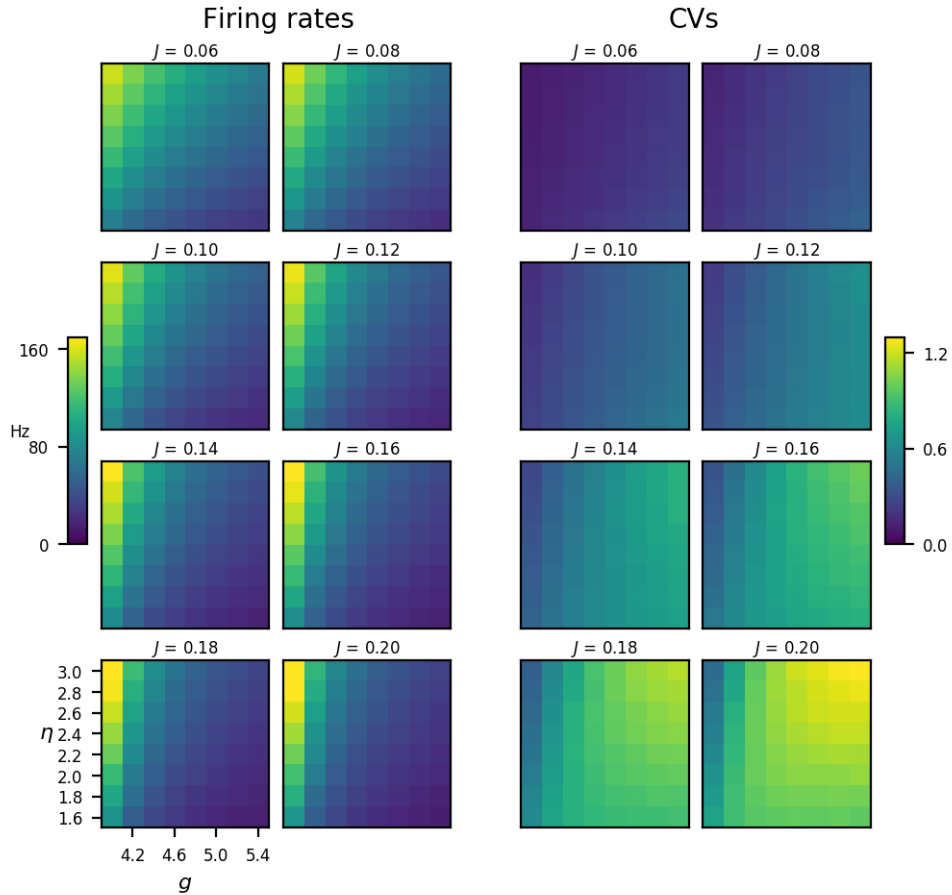 Firing rates CVs
J = 0.06 J = 0.08 J = 0.06 J = 0.08
J = 0.10 J = 0.12 J = 0.10 J = 0.12
160
Hz
80
0
1.2
0.6
0.0
J = 0.14 J = 0.16 J = 0.14 J = 0.16
J = 0.18 J = 0.20 J = 0.18 J = 0.20
3.0
2.8
2.6
η 2.4
2.2
2.0
1.8
1.6
4.2 4.6 5.0 5.4
g